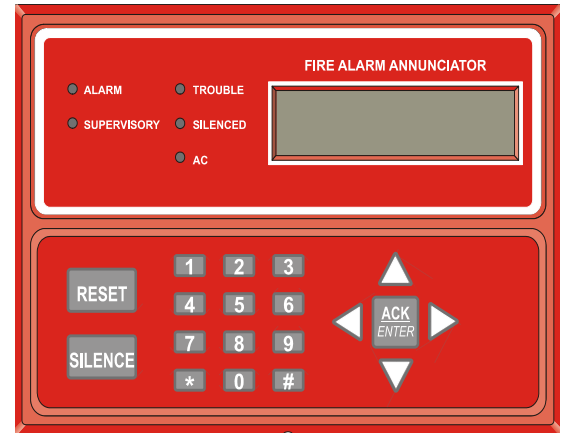 FIRE ALARM ANNUNCIATOR
ALARM TROUBLE
SUPERVISORY SILENCED
AC
RESET
SILENCE
1 2 3
4 5 6
7 8 9
* 0 #
ACK
ENTER